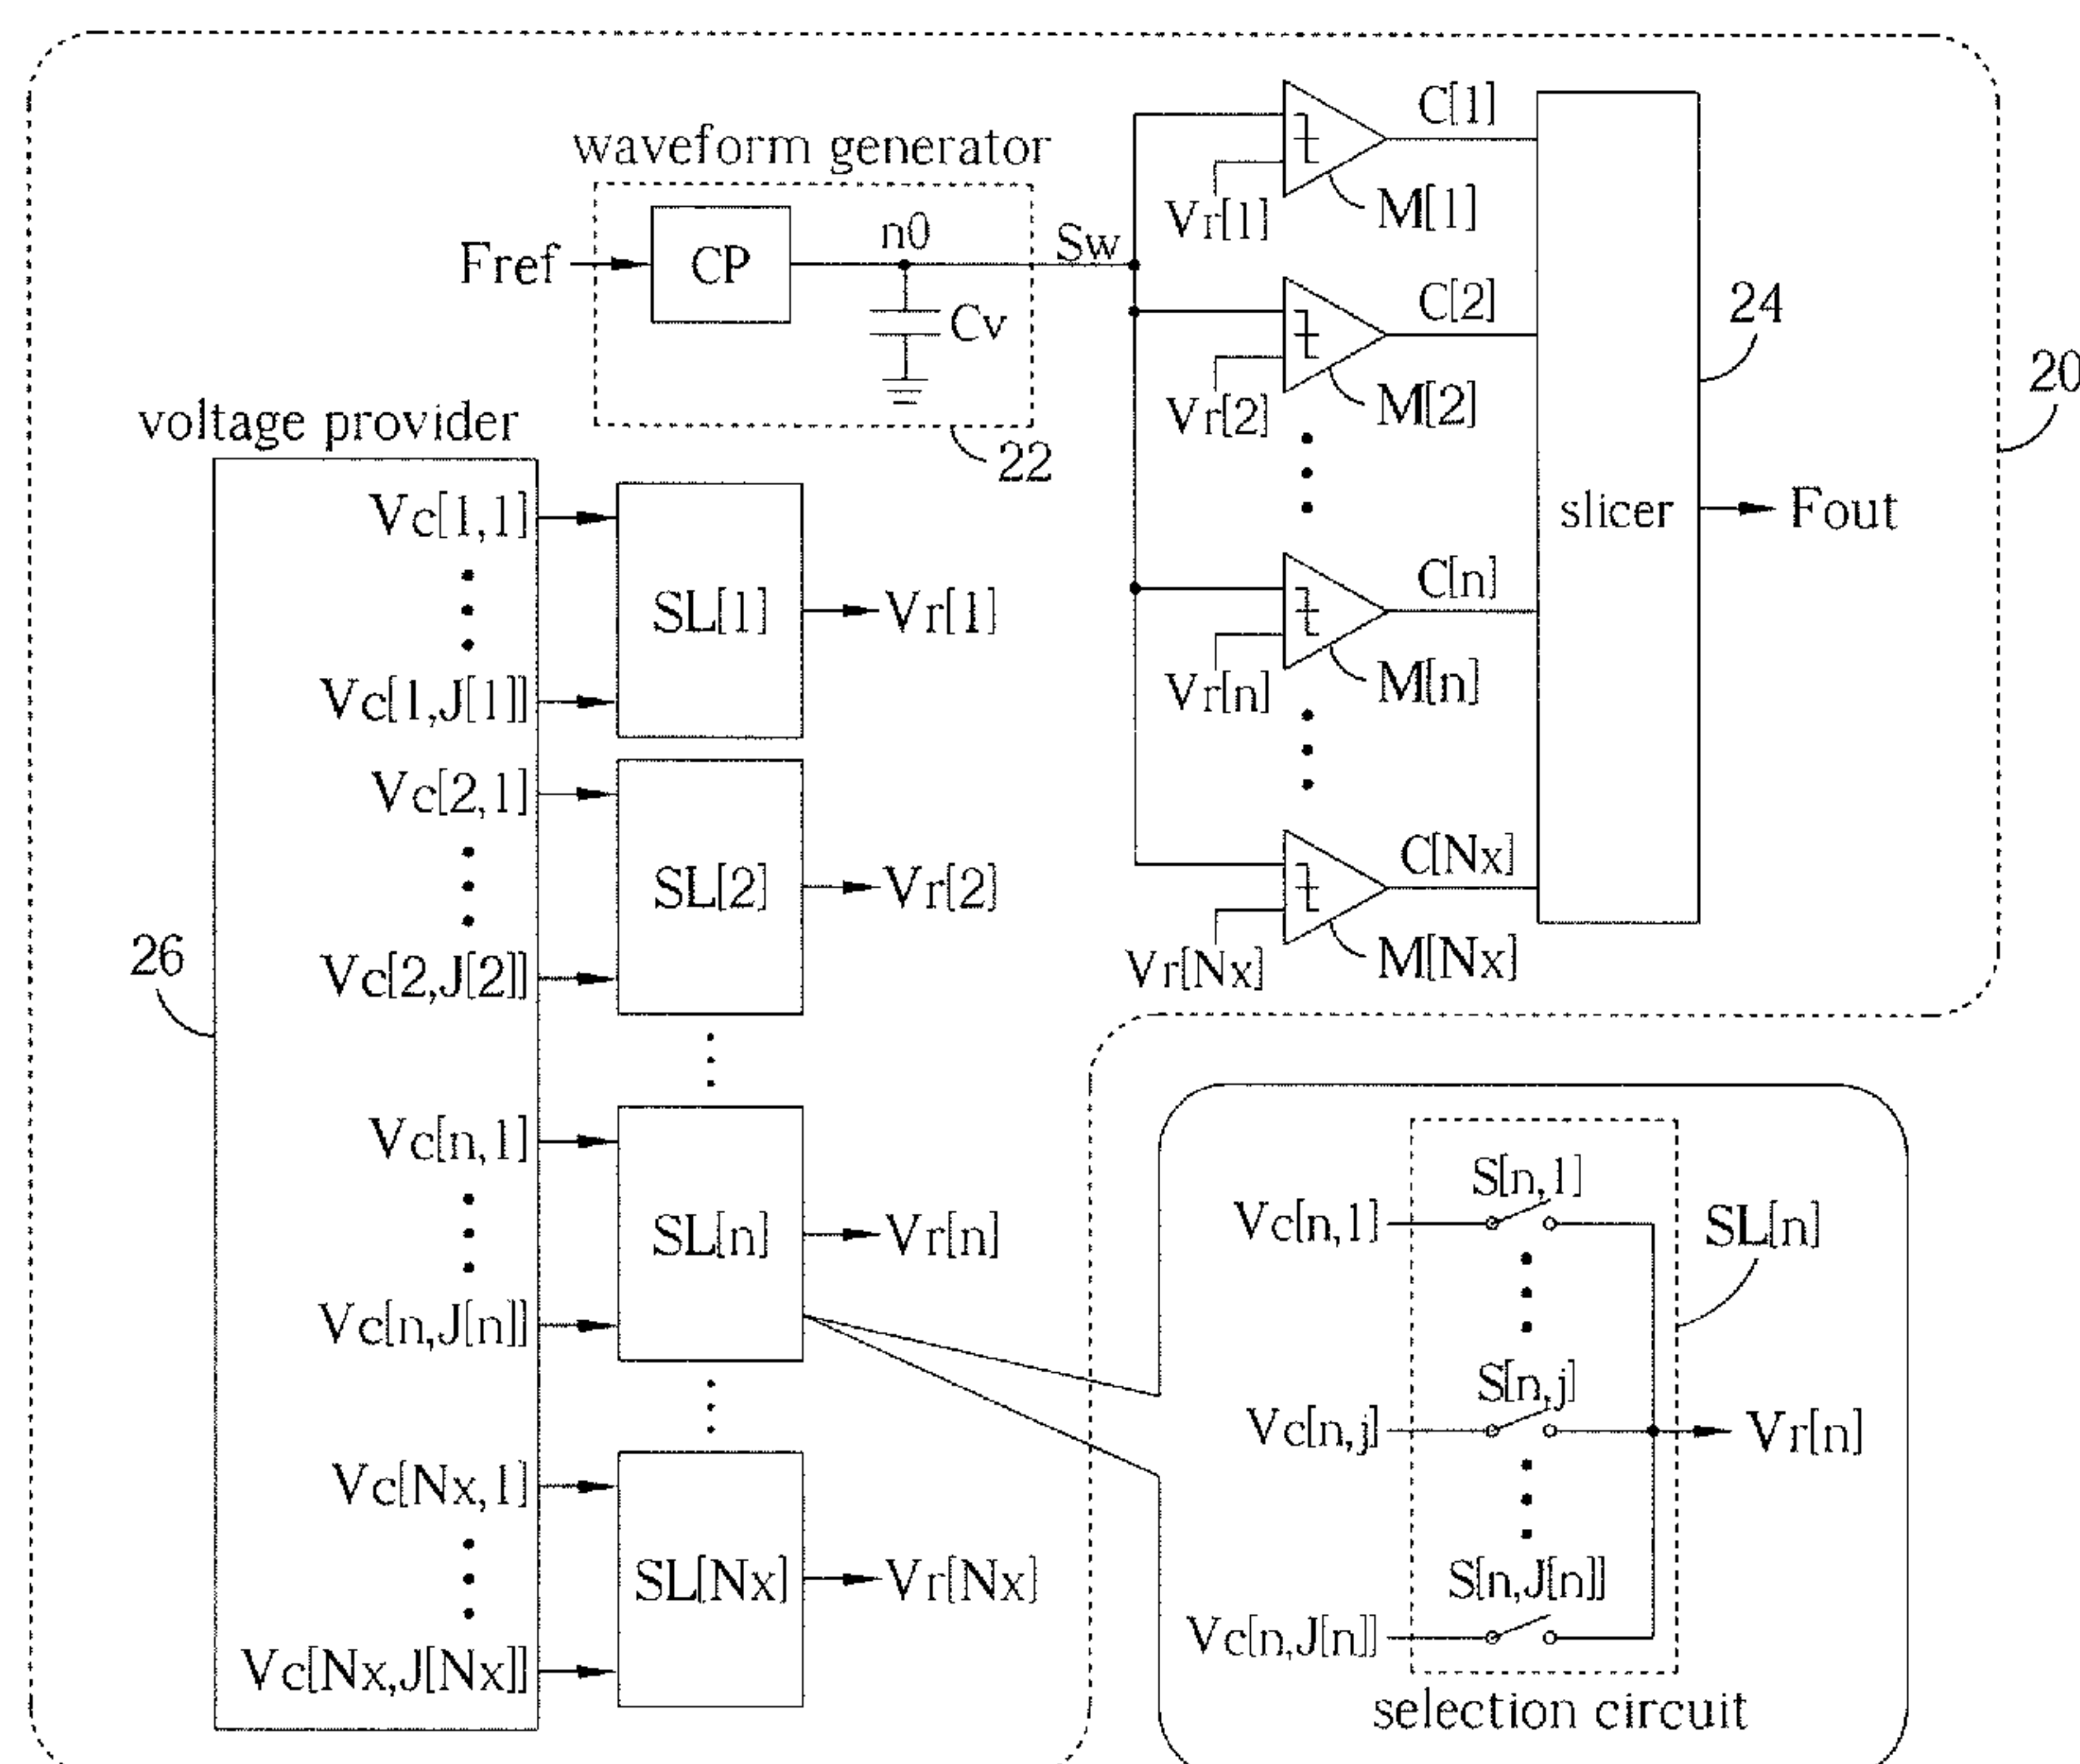 waveform generator
Fref
CP
n0
Cv
Sw
22
C[1]
Vr[1]
M[1]
C[2]
Vr[2]
M[2]
C[n]
Vr[n]
M[n]
C[Nx]
Vr[Nx]
M[Nx]
slicer
24
Fout
20
voltage provider
26
Vc[1,1]
Vc[1,J[1]]
SL[1]
Vr[1]
Vc[2,1]
Vc[2,J[2]]
SL[2]
Vr[2]
Vc[n,1]
Vc[n,J[n]]
SL[n]
Vr[n]
Vc[Nx,1]
Vc[Nx,J[Nx]]
SL[Nx]
Vr[Nx]
S[n,1]
Vc[n,1]
SL[n]
S[n,j]
Vc[n,j]
Vr[n]
S[n,J[n]]
Vc[n,J[n]]
selection circuit